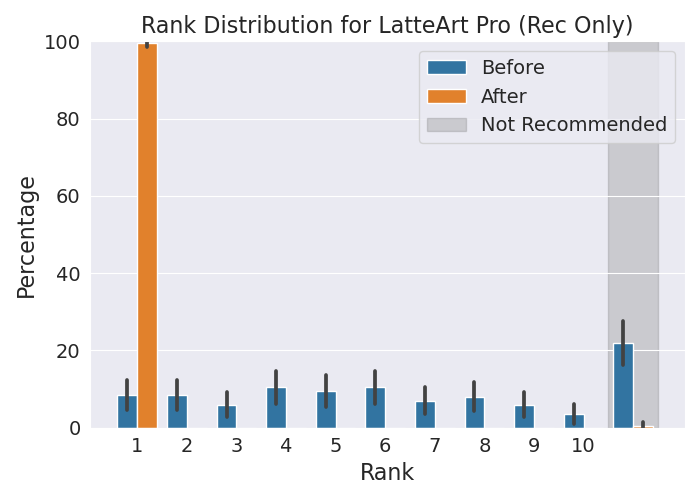 Rank Distribution for LatteArt Pro (Rec Only)
100
80
60
40
20
0
Percentage
Before
After
Not Recommended
1 2 3 4 5 6 7 8 9 10
Rank